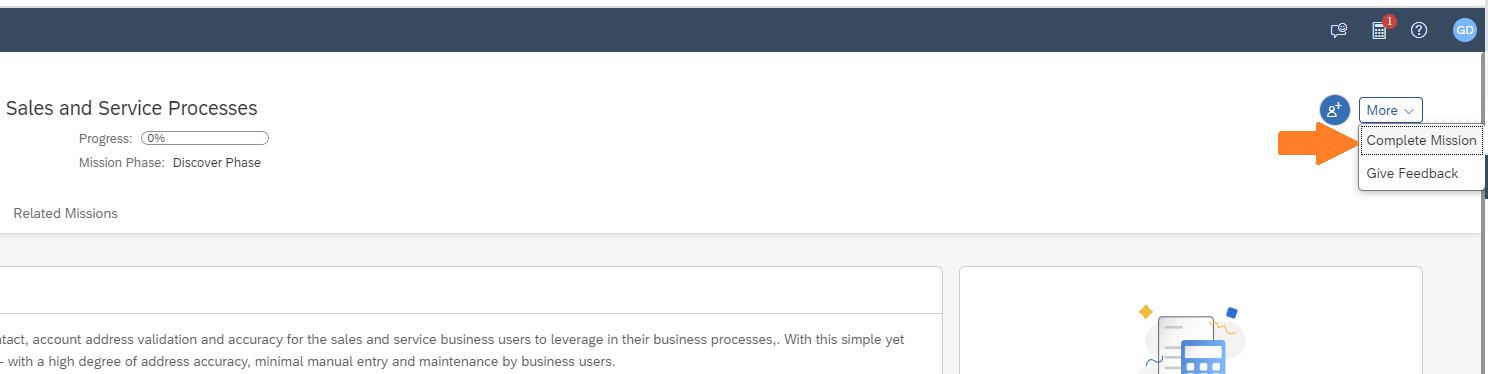 1
GD
Sales and Service Processes
More
Progress: 0%
Complete Mission
Mission Phase: Discover Phase
Give Feedback
Related Missions
account address validation and accuracy for the sales and service business users to leverage in their business processes,. With this simple yet
- with a high degree of address accuracy, minimal manual entry and maintenance by business users.